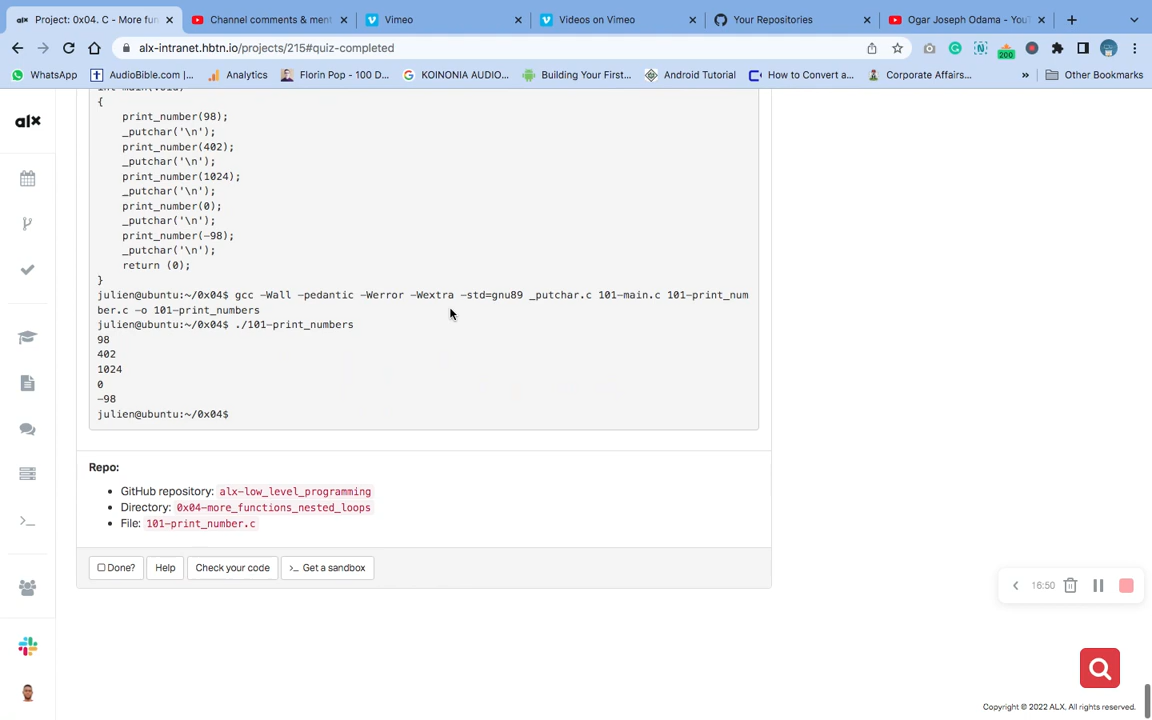 Project: 0x04. C - More fun
Channel comments & ment
Vimeo
Videos on Vimeo
Your Repositories
Ogar Joseph Odama - YouT
alx-intranet.hbtn.io/projects/215#quiz-completed
200
WhatsApp
AudioBible.com |...
Analytics
Florin Pop - 100 D...
KOINONIA AUDIO...
Building Your First...
Android Tutorial
How to Convert a...
Corporate Affairs...
»
Other Bookmarks
alx
int main(void)
{
print_number(98);
_putchar('\n');
print_number(402);
_putchar('\n');
print_number(1024);
_putchar('\n');
print_number(0);
_putchar('\n');
print_number(-98);
_putchar('\n');
return (0);
}
julien@ubuntu:~/0x04$ gcc -Wall -pedantic -Werror -Wextra -std=gnu89 _putchar.c 101-main.c 101-print_num
ber.c -o 101-print_numbers
julien@ubuntu:~/0x04$ ./101-print_numbers
98
402
1024
0
-98
julien@ubuntu:~/0x04$
Repo:
• GitHub repository: alx-low_level_programming
• Directory: 0x04-more_functions_nested_loops
• File: 101-print_number.c
Done?
Help
Check your code
>_ Get a sandbox
16:50
Copyright © 2022 ALX. All rights reserved.